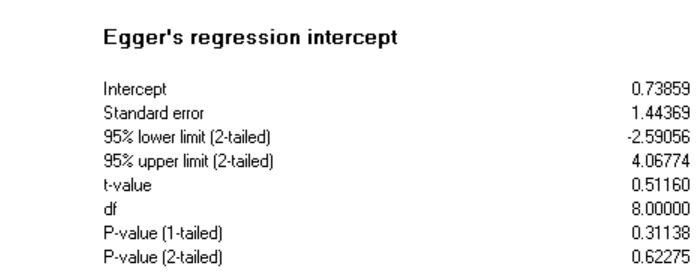 Egger's regression intercept
Intercept 0.73859
Standard error 1.44369
95% lower limit (2-tailed) -2.59056
95% upper limit (2-tailed) 4.06774
t-value 0.51160
df 8.00000
P-value (1-tailed) 0.31138
P-value (2-tailed) 0.62275